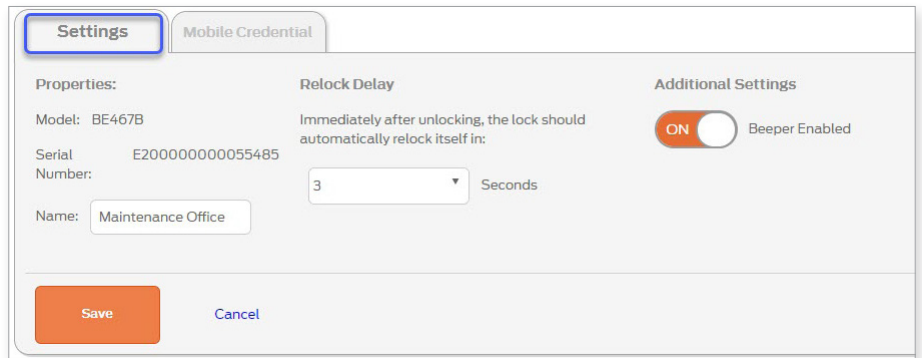 Settings
Mobile Credential
Properties:
Model: BE467B
Serial Number: E200000000055485
Name: Maintenance Office
Relock Delay
Immediately after unlocking, the lock should
automatically relock itself in:
3 Seconds
Additional Settings
ON Beeper Enabled
Save
Cancel